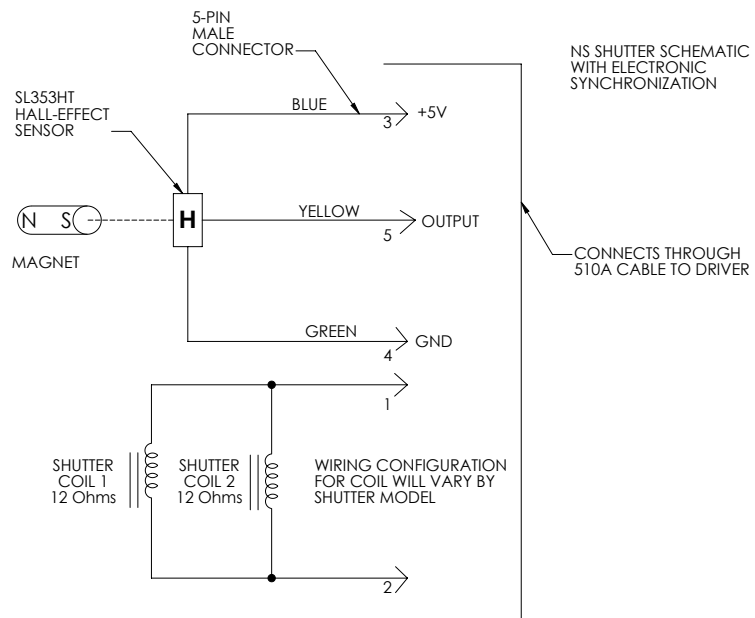 5-PIN
MALE
CONNECTOR
NS SHUTTER SCHEMATIC
WITH ELECTRONIC
SYNCHRONIZATION
SL353HT
HALL-EFFECT
SENSOR
BLUE
3
+5V
N S
H
YELLOW
5
OUTPUT
MAGNET
CONNECTS THROUGH
510A CABLE TO DRIVER
GREEN
4
GND
1
SHUTTER
COIL 1
12 Ohms
SHUTTER
COIL 2
12 Ohms
WIRING CONFIGURATION
FOR COIL WILL VARY BY
SHUTTER MODEL
2